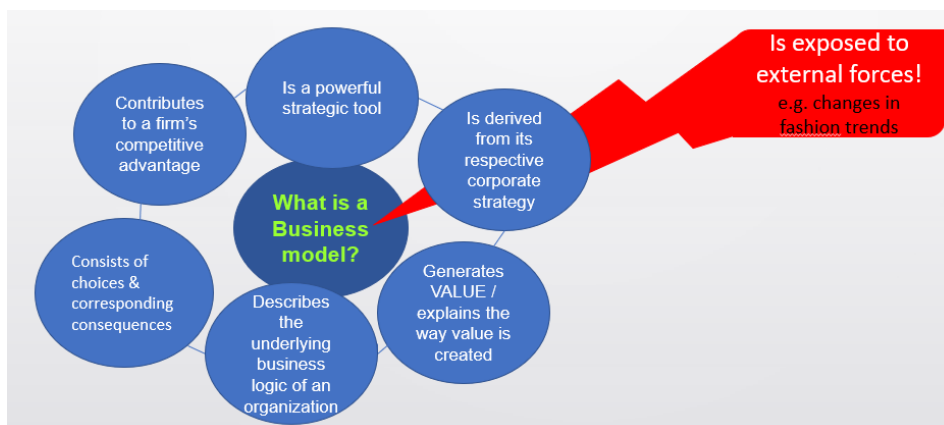 Is a powerful
strategic tool
Is derived
from its
respective
corporate
strategy
Generates
VALUE /
explains the
way value is
created
Describes
the
underlying
business
logic of an
organization
Consists of
choices &
corresponding
consequences
Contributes
to a firm's
competitive
advantage
What is a
Business
model?
Is exposed to
external forces!
e.g. changes in
fashion trends